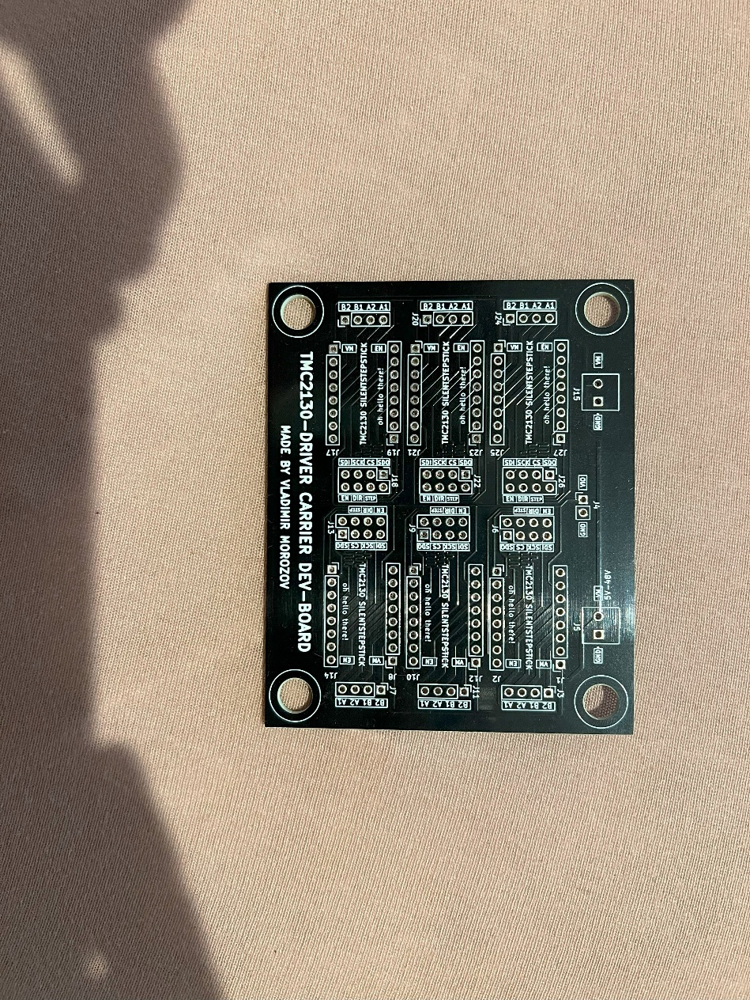 TMC2130-DRIVER CARRIER DEV-BOARD
MADE BY VLADIMIR MOROZOV
B2 B1 A2 A1
J20
B2 B1 A2 A1
J24
B2 B1 A2 A1
VM
EN
TMC2130 SILENTSTEPSTICK
oh hello there!
J17
J19
VM
EN
TMC2130 SILENTSTEPSTICK
oh hello there!
J21
J23
VM
EN
TMC2130 SILENTSTEPSTICK
oh hello there!
J25
J27
VM
J15
GND
SDI SCK CS SDO
J18
EN DIR STEP
SDI SCK CS SDO
J22
EN DIR STEP
SDI SCK CS SDO
J26
EN DIR STEP
VIO
J4
GND
EN DIR STEP
J13
SDI SCK CS SDO
EN DIR STEP
J9
SDI SCK CS SDO
EN DIR STEP
J6
SDI SCK CS SDO
TMC2130 SILENTSTEPSTICK
oh hello there!
EN
VM
J14
J8
TMC2130 SILENTSTEPSTICK
oh hello there!
EN
VM
J10
J12
TMC2130 SILENTSTEPSTICK
oh hello there!
EN
VM
J2
J1
VM
5V-48V
J5
GND
J7
B2 B1 A2 A1
J11
B2 B1 A2 A1
J3
B2 B1 A2 A1